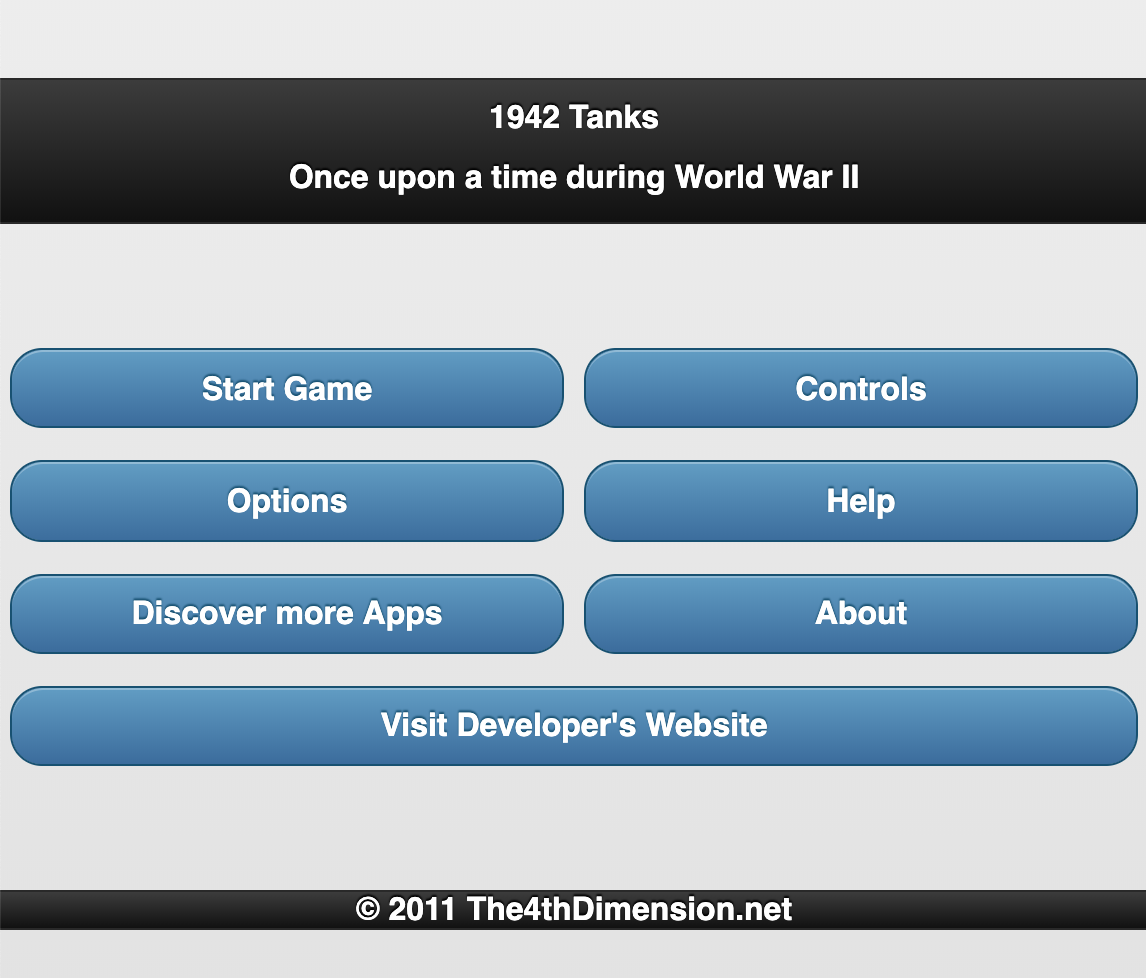 1942 Tanks
Once upon a time during World War II
Start Game
Controls
Options
Help
Discover more Apps
About
Visit Developer's Website
© 2011 The4thDimension.net